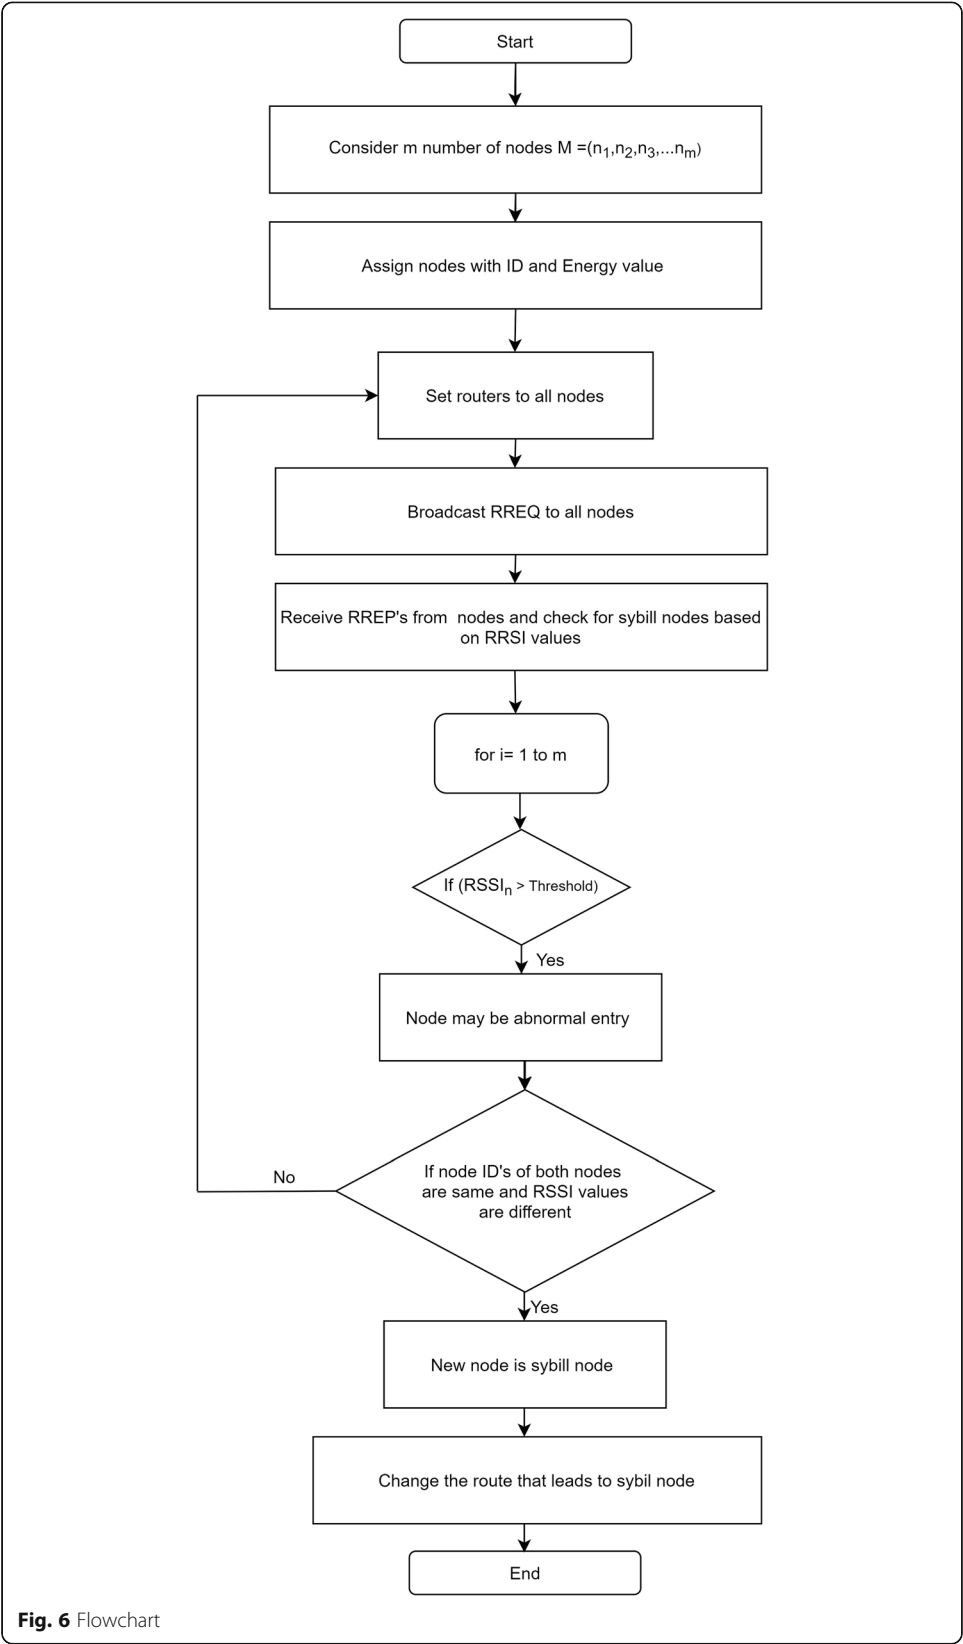 Start
Consider m number of nodes M =(n1,n2,n3,...nm)
Assign nodes with ID and Energy value
Set routers to all nodes
Broadcast RREQ to all nodes
Receive RREP's from  nodes and check for sybill nodes based
on RRSI values
for i= 1 to m
If (RSSIn > Threshold)
Yes
Node may be abnormal entry
If node ID's of both nodes
are same and RSSI values
are different
No
Yes
New node is sybill node
Change the route that leads to sybil node
End
Fig. 6 Flowchart